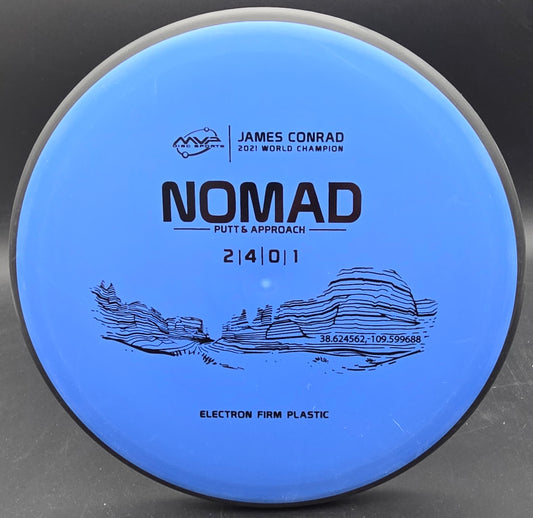 MVP
DISC SPORTS
JAMES CONRAD
2021 WORLD CHAMPION
NOMAD
PUTT & APPROACH
2|4|0|1
38.624562,-109.599688
ELECTRON FIRM PLASTIC